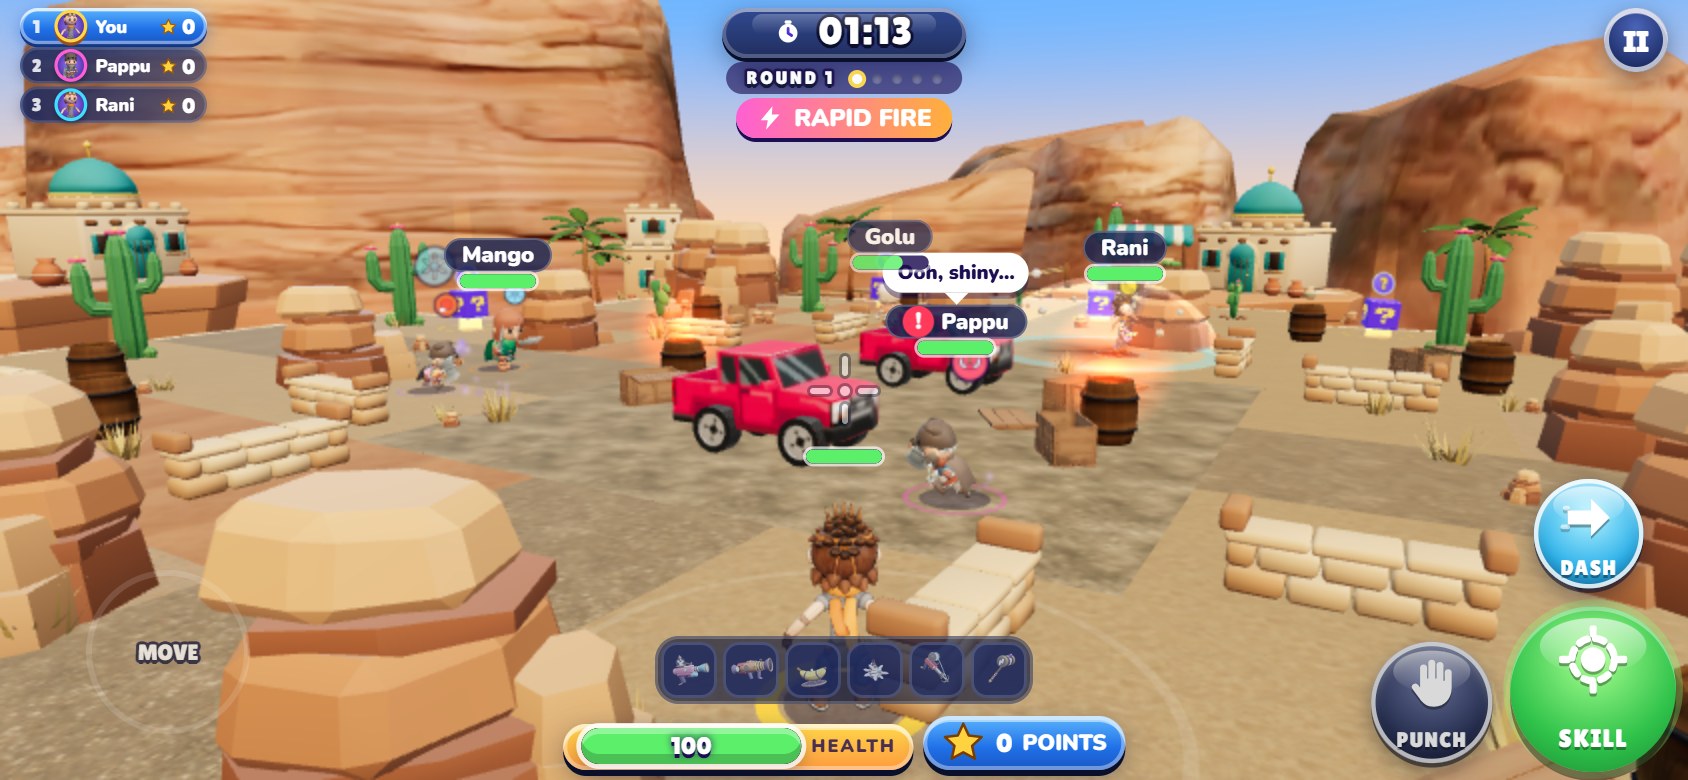 1 You 0
2 Pappu 0
3 Rani 0
01:13
ROUND 1
RAPID FIRE
Mango
Golu
Ooh, shiny...
! Pappu
Rani
?
?
?
?
MOVE
DASH
PUNCH
SKILL
100 HEALTH
0 POINTS